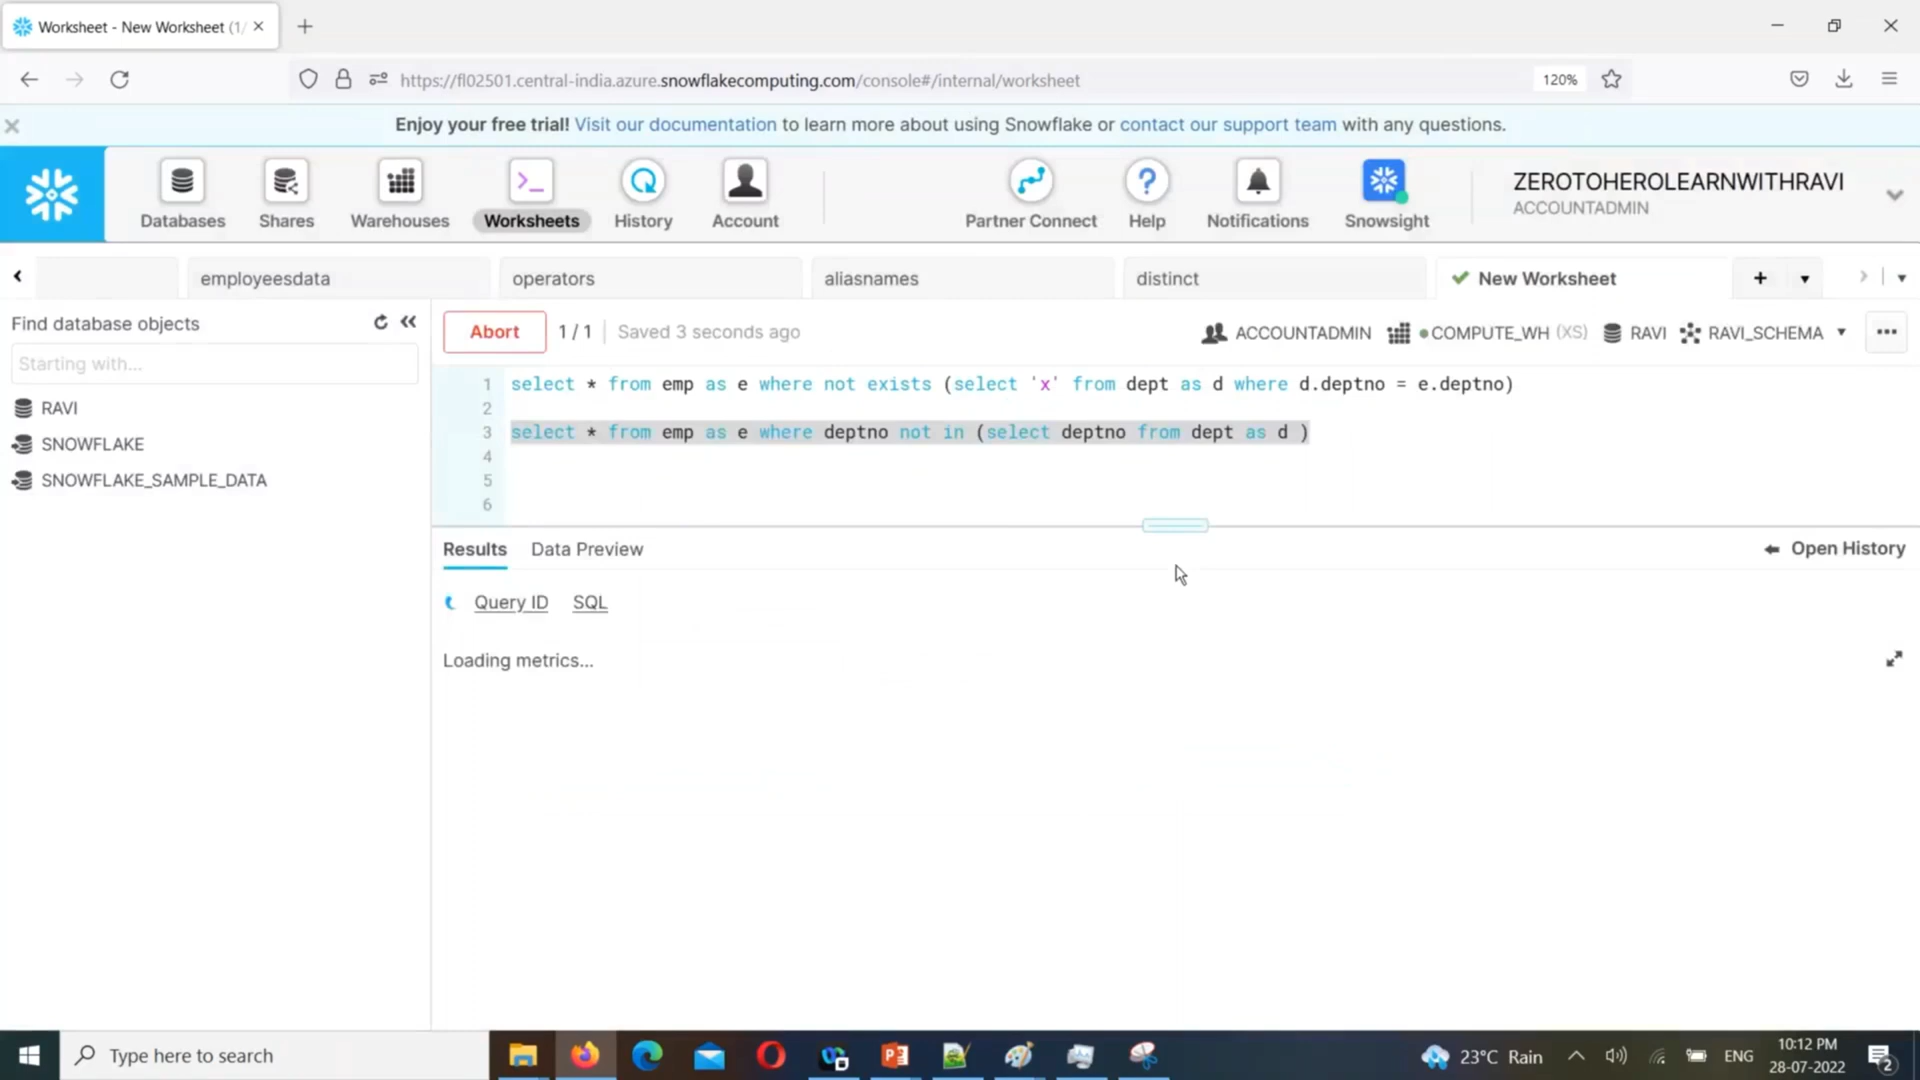 Worksheet - New Worksheet (1/
https://fl02501.central-india.azure.snowflakecomputing.com/console#/internal/worksheet
120%
Enjoy your free trial! Visit our documentation to learn more about using Snowflake or contact our support team with any questions.
Databases
Shares
Warehouses
Worksheets
History
Account
Partner Connect
Help
Notifications
Snowsight
ZEROTOHEROLEARNWITHRAVI
ACCOUNTADMIN
employeesdata
operators
aliasnames
distinct
New Worksheet
Find database objects
Starting with...
RAVI
SNOWFLAKE
SNOWFLAKE_SAMPLE_DATA
Abort
1 / 1
Saved 3 seconds ago
ACCOUNTADMIN
COMPUTE_WH (XS)
RAVI
RAVI_SCHEMA
1 select * from emp as e where not exists (select 'x' from dept as d where d.deptno = e.deptno)
2
3 select * from emp as e where deptno not in (select deptno from dept as d )
4
5
6
Results
Data Preview
Open History
Query ID
SQL
Loading metrics...
Type here to search
23°C Rain
ENG
10:12 PM
28-07-2022
2